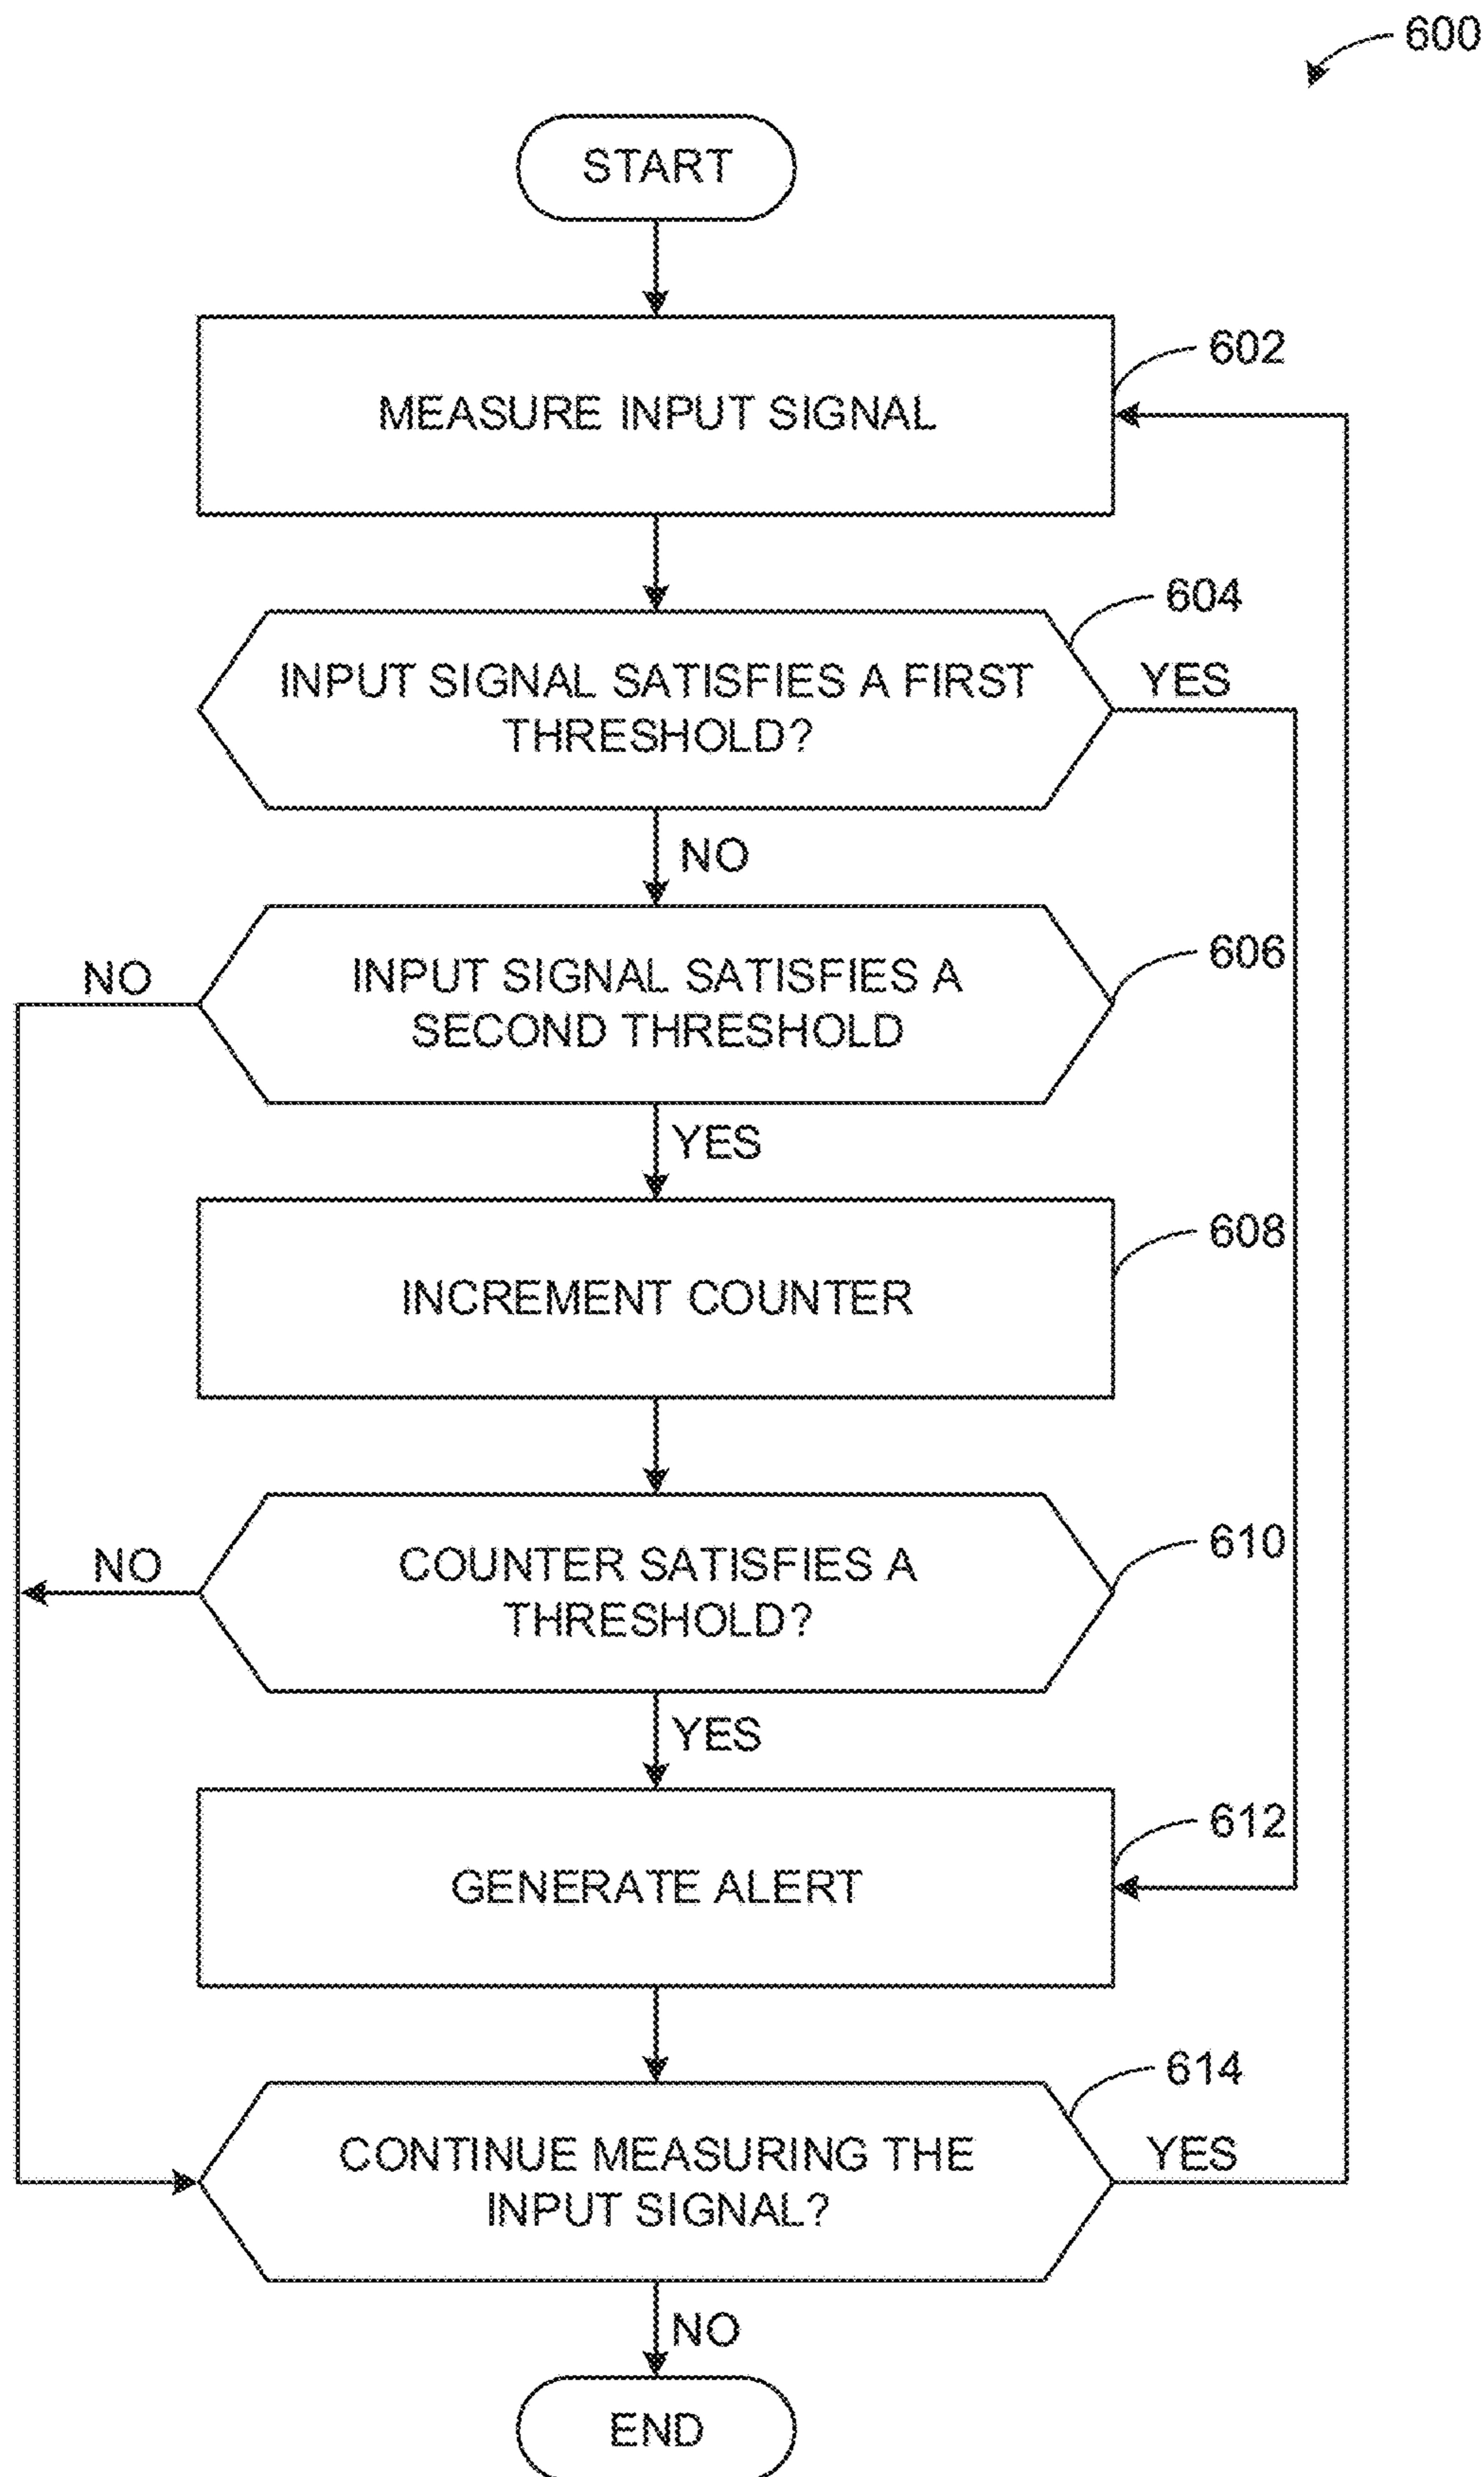 600
START
602
MEASURE INPUT SIGNAL
604
INPUT SIGNAL SATISFIES A FIRST
THRESHOLD?
YES
NO
606
INPUT SIGNAL SATISFIES A
SECOND THRESHOLD
NO
YES
608
INCREMENT COUNTER
610
COUNTER SATISFIES A
THRESHOLD?
NO
YES
612
GENERATE ALERT
614
CONTINUE MEASURING THE
INPUT SIGNAL?
YES
NO
END